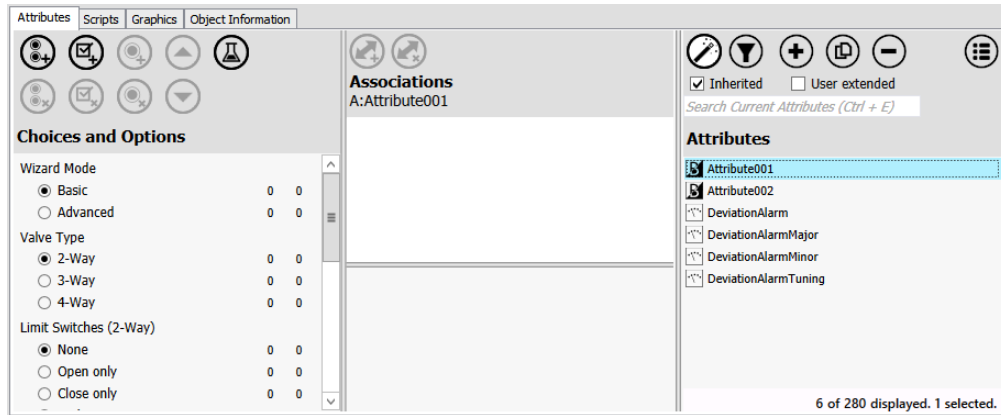 Attributes Scripts Graphics Object Information
Choices and Options
Wizard Mode
Basic 0 0
Advanced 0 0
Valve Type
2-Way 0 0
3-Way 0 0
4-Way 0 0
Limit Switches (2-Way)
None 0 0
Open only 0 0
Close only 0 0
Associations
A:Attribute001
Inherited User extended
Search Current Attributes (Ctrl + E)
Attributes
Attribute001
Attribute002
DeviationAlarm
DeviationAlarmMajor
DeviationAlarmMinor
DeviationAlarmTuning
6 of 280 displayed. 1 selected.